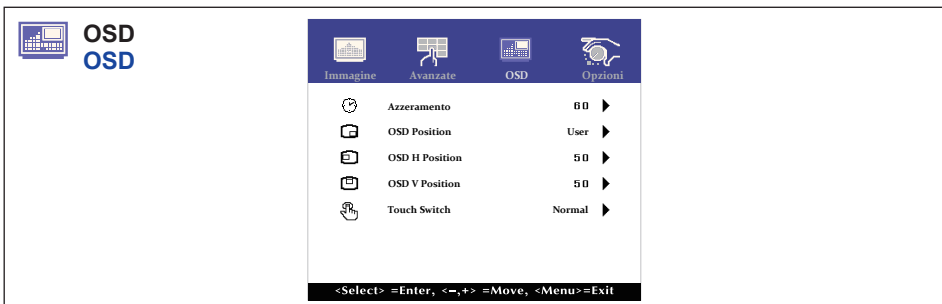 OSD
OSD
Immagine Avanzate OSD Opzioni
Azzeramento 60
OSD Position User
OSD H Position 50
OSD V Position 50
Touch Switch Normal
<Select> =Enter, <–,+> =Move, <Menu>=Exit